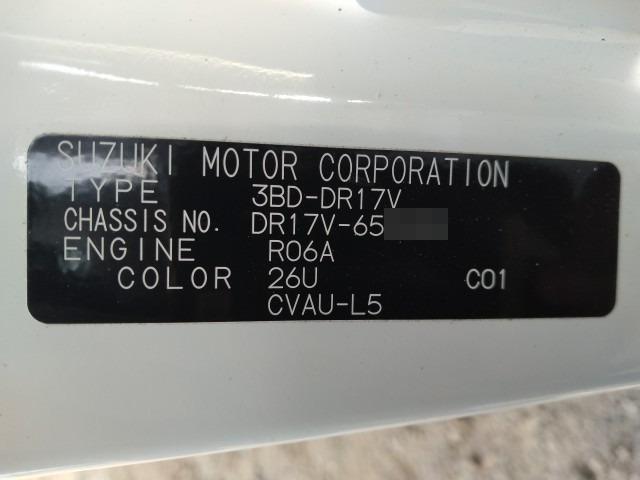 SUZUKI MOTOR CORPORATION
TYPE 3BD-DR17V
CHASSIS NO. DR17V-65
ENGINE R06A
COLOR 26U C01
CVAU-L5